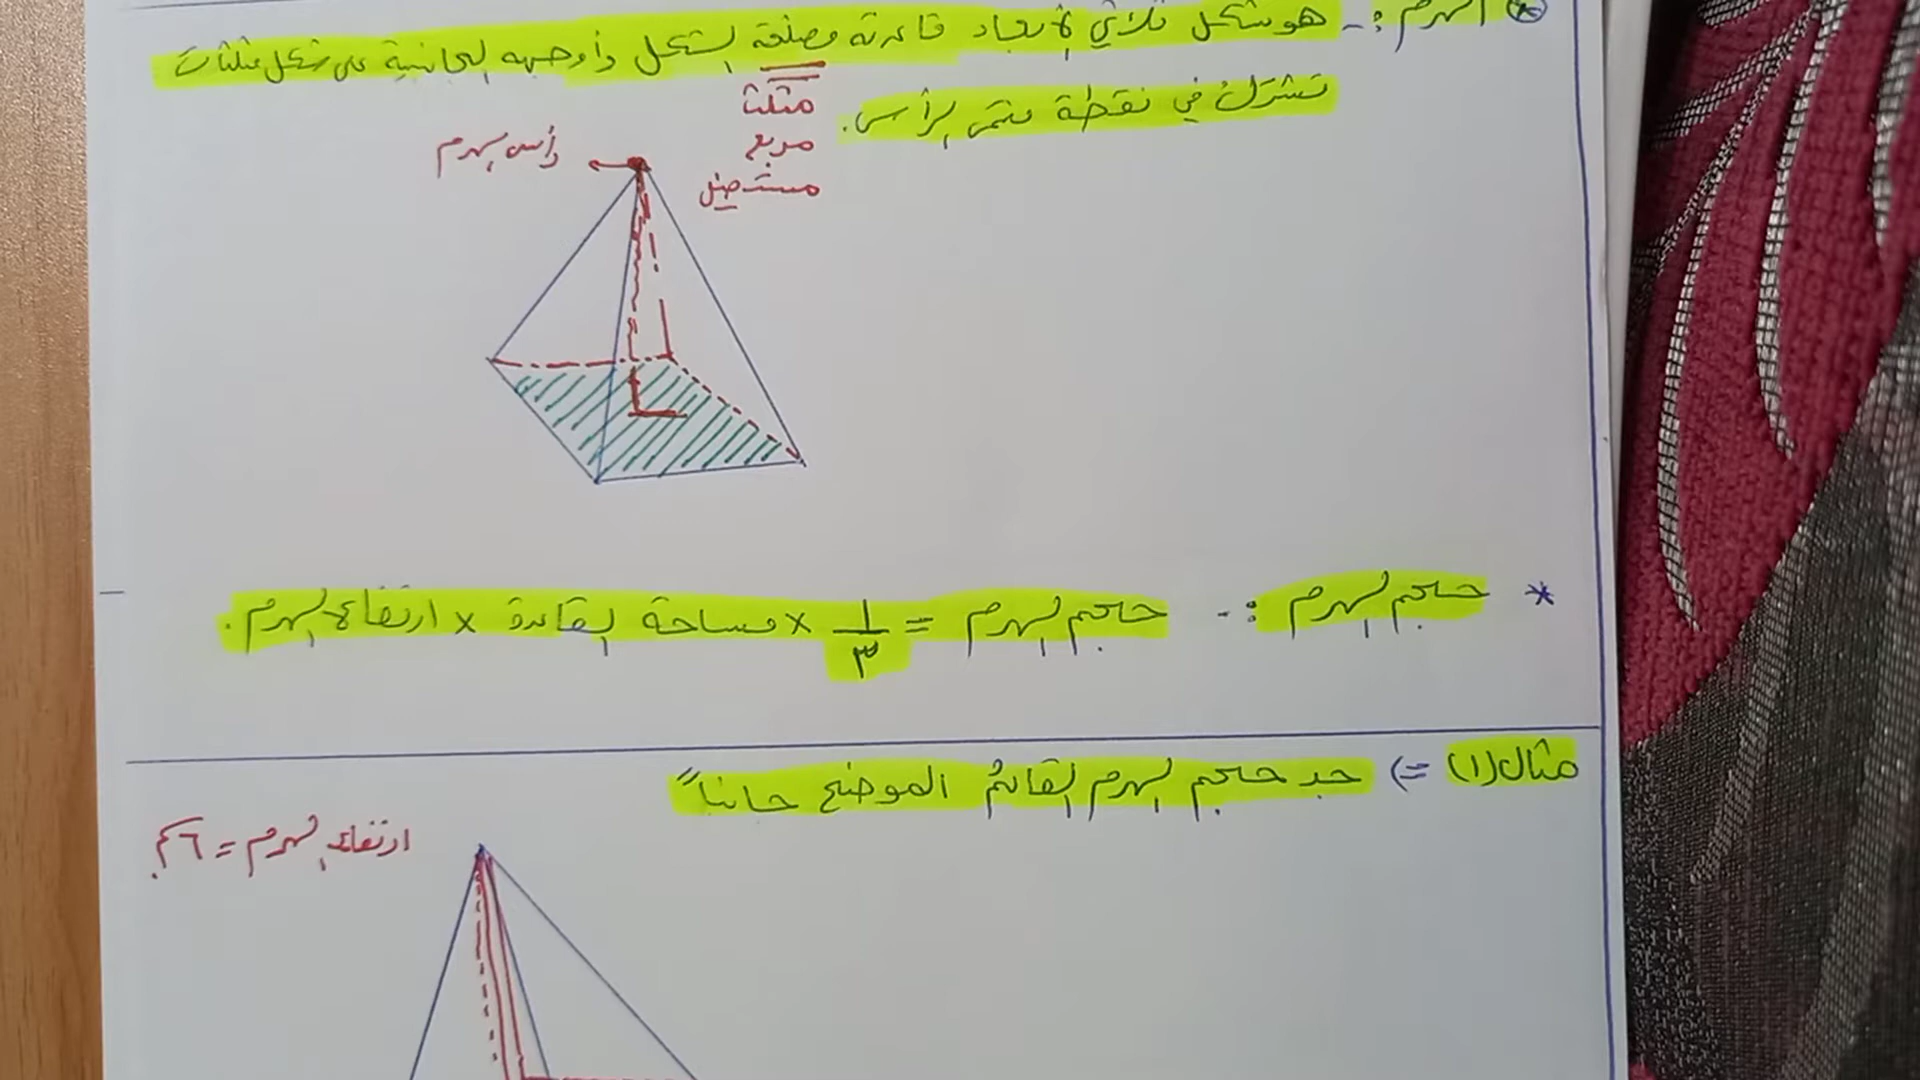 الهرم :- هو شكل ثلاثي الأبعاد قاعدته مضلعة الشكل وأوجهه الجانبية على شكل مثلثات
تشترك في نقطة تسمى الرأس.
مثلث
مربع
مستطيل
رأس الهرم
* حجم الهرم :- حجم الهرم = ١/٣ × مساحة القاعدة × ارتفاع الهرم.
مثال (١) <= جد حجم الهرم القائم الموضح جانباً
ارتفاع الهرم = ٦ سم